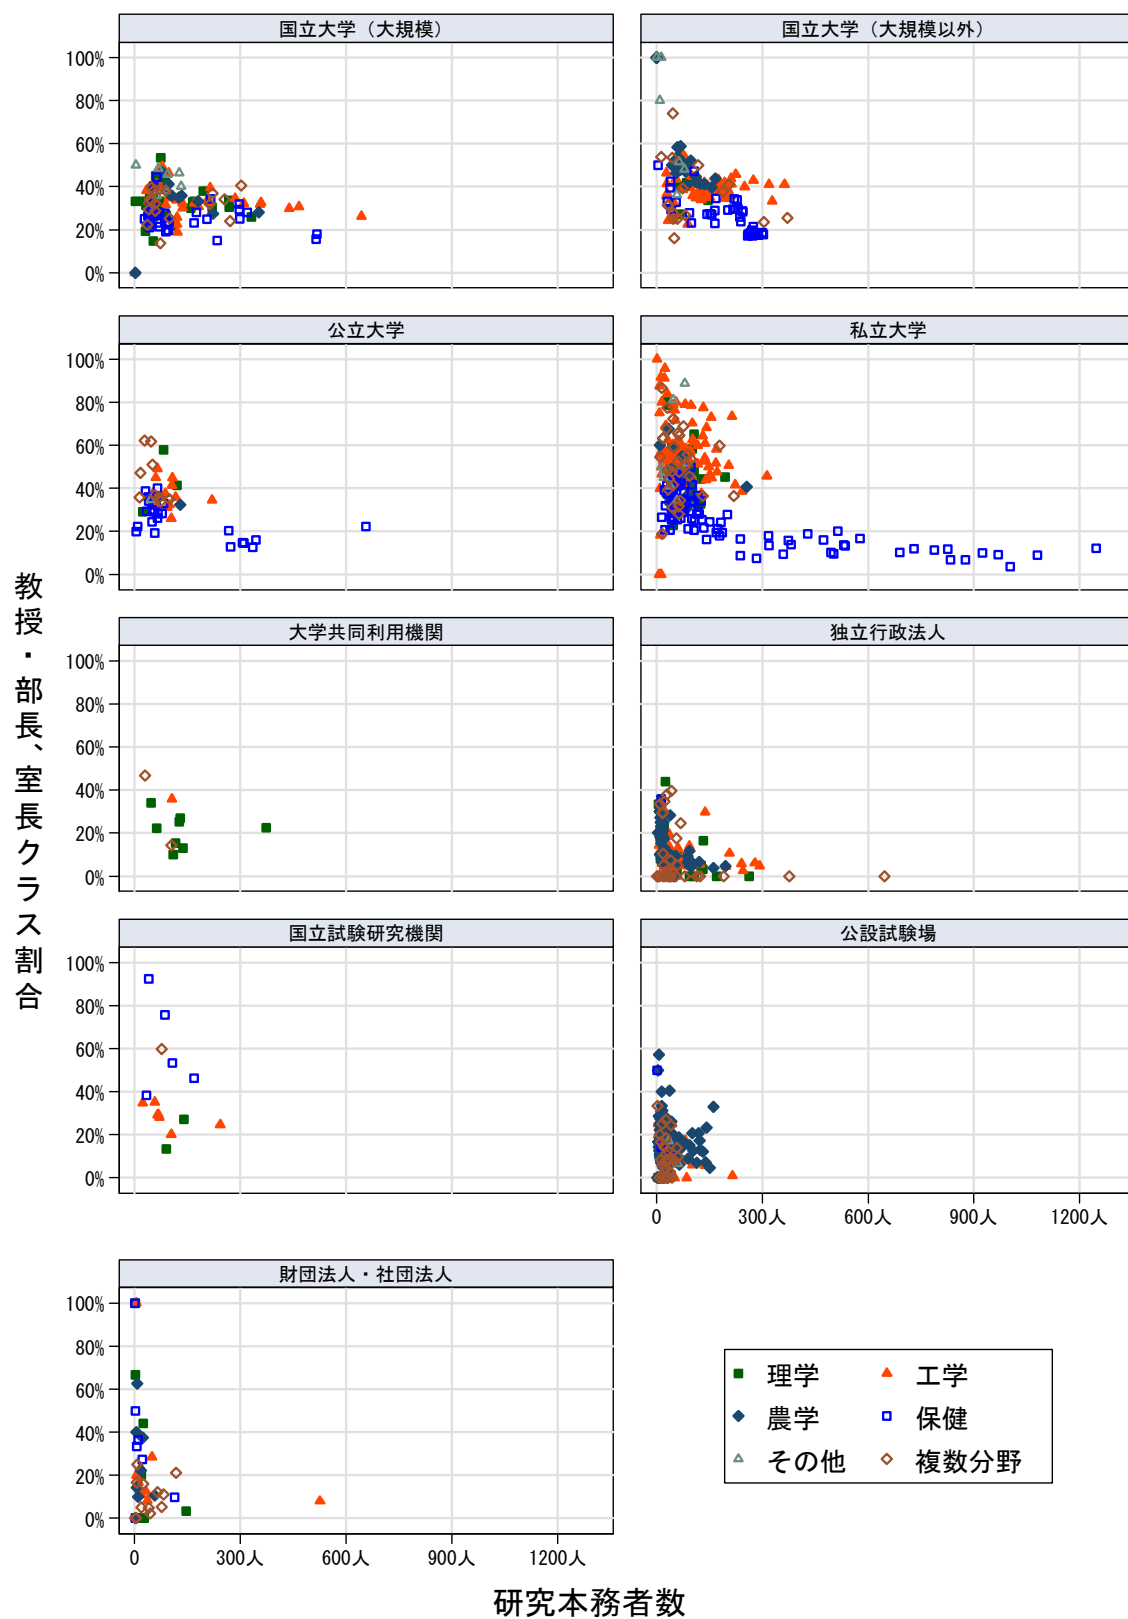 国立大学（大規模）
国立大学（大規模以外）
100%
80%
60%
40%
20%
0%
公立大学
私立大学
100%
80%
60%
40%
20%
0%
大学共同利用機関
独立行政法人
100%
80%
60%
40%
20%
0%
国立試験研究機関
公設試験場
100%
80%
60%
40%
20%
0%
0 300人 600人 900人 1200人
財団法人・社団法人
100%
80%
60%
40%
20%
0%
0 300人 600人 900人 1200人
教授・部長、室長クラス割合
研究本務者数
理学 工学
農学 保健
その他 複数分野